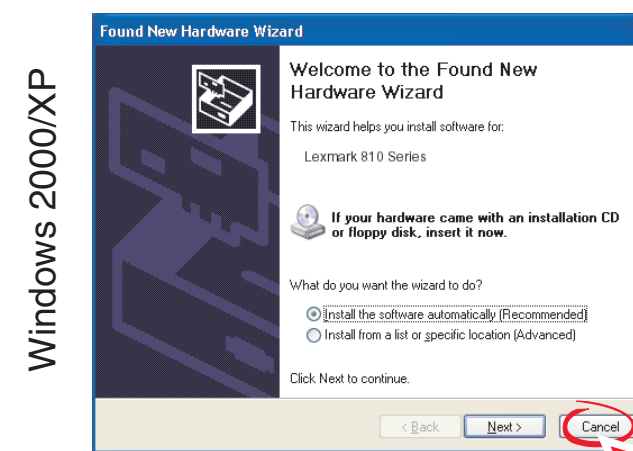 Windows 2000/XP
Found New Hardware Wizard
Welcome to the Found New
Hardware Wizard
This wizard helps you install software for:
Lexmark 810 Series
If your hardware came with an installation CD
or floppy disk, insert it now.
What do you want the wizard to do?
Install the software automatically (Recommended)
Install from a list or specific location (Advanced)
Click Next to continue.
< Back
Next >
Cancel